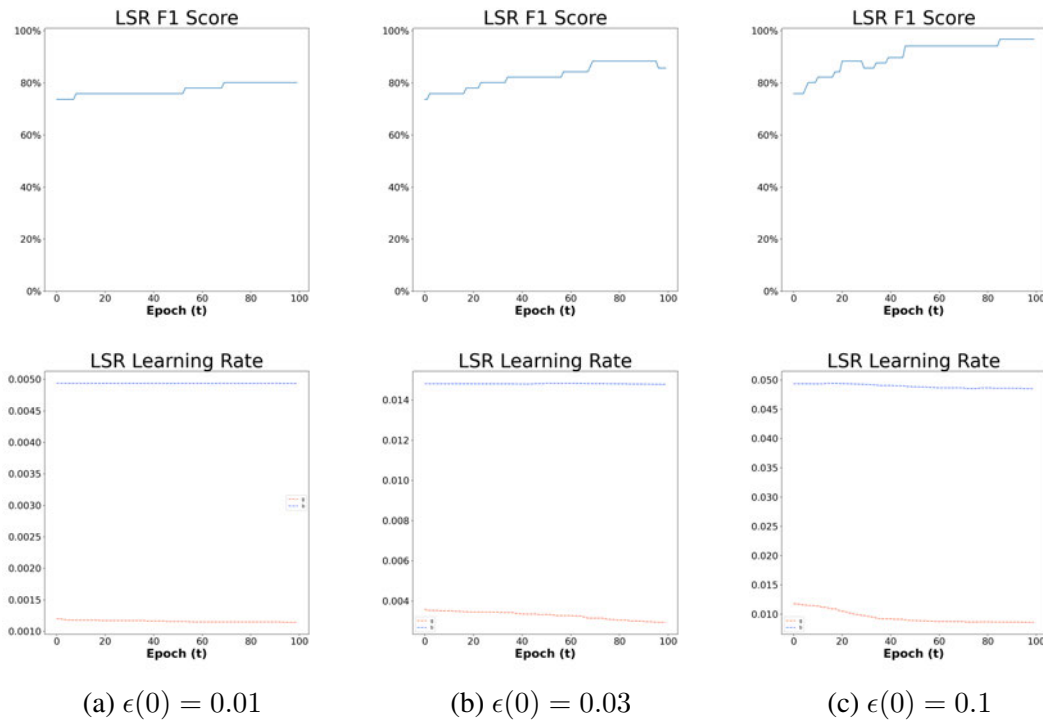 LSR F1 Score
100%
80%
60%
40%
20%
0%
0 20 40 60 80 100
Epoch (t)
LSR F1 Score
100%
80%
60%
40%
20%
0%
0 20 40 60 80 100
Epoch (t)
LSR F1 Score
100%
80%
60%
40%
20%
0%
0 20 40 60 80 100
Epoch (t)
LSR Learning Rate
0.0050
0.0045
0.0040
0.0035
0.0030
0.0025
0.0020
0.0015
0.0010
0 20 40 60 80 100
Epoch (t)
LSR Learning Rate
0.014
0.012
0.010
0.008
0.006
0.004
0 20 40 60 80 100
Epoch (t)
LSR Learning Rate
0.050
0.045
0.040
0.035
0.030
0.025
0.020
0.015
0.010
0 20 40 60 80 100
Epoch (t)
(a) ϵ(0) = 0.01
(b) ϵ(0) = 0.03
(c) ϵ(0) = 0.1